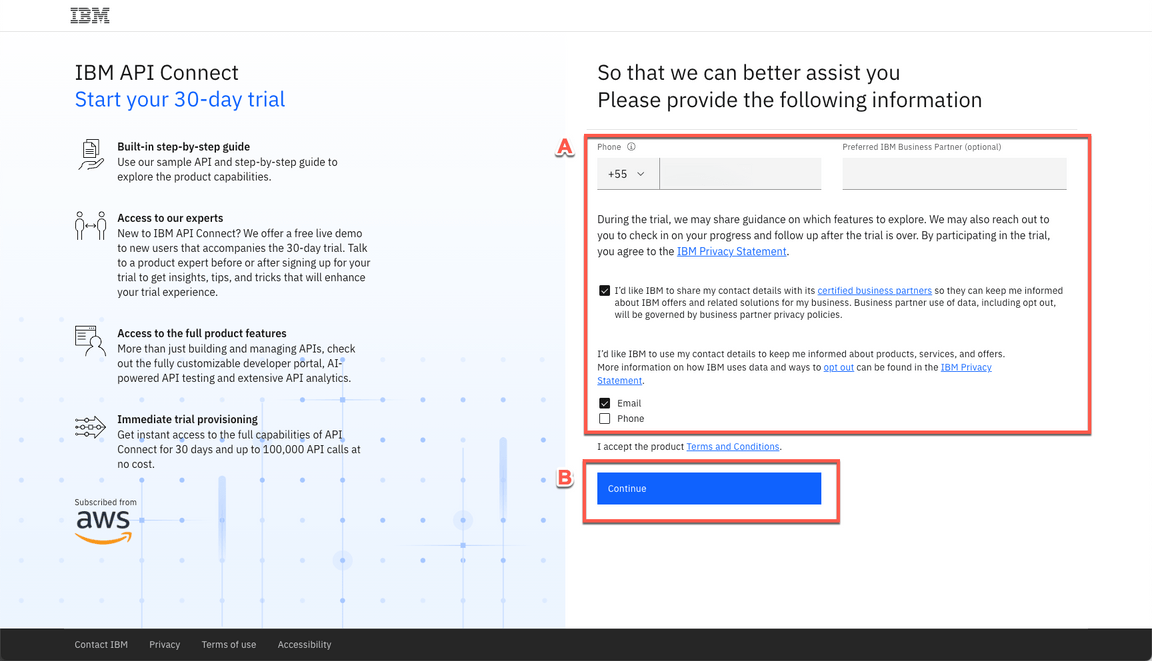 IBM
IBM API Connect
Start your 30-day trial
Built-in step-by-step guide
Use our sample API and step-by-step guide to
explore the product capabilities.
Access to our experts
New to IBM API Connect? We offer a free live demo
to new users that accompanies the 30-day trial. Talk
to a product expert before or after signing up for your
trial to get insights, tips, and tricks that will enhance
your trial experience.
Access to the full product features
More than just building and managing APIs, check
out the fully customizable developer portal, AI-
powered API testing and extensive API analytics.
Immediate trial provisioning
Get instant access to the full capabilities of API
Connect for 30 days and up to 100,000 API calls at
no cost.
Subscribed from
aws
So that we can better assist you
Please provide the following information
A
Phone Preferred IBM Business Partner (optional)
+55
During the trial, we may share guidance on which features to explore. We may also reach out to
you to check in on your progress and follow up after the trial is over. By participating in the trial,
you agree to the IBM Privacy Statement.
I'd like IBM to share my contact details with its certified business partners so they can keep me informed
about IBM offers and related solutions for my business. Business partner use of data, including opt out,
will be governed by business partner privacy policies.
I'd like IBM to use my contact details to keep me informed about products, services, and offers.
More information on how IBM uses data and ways to opt out can be found in the IBM Privacy
Statement.
Email
Phone
I accept the product Terms and Conditions.
B
Continue
Contact IBM Privacy Terms of use Accessibility